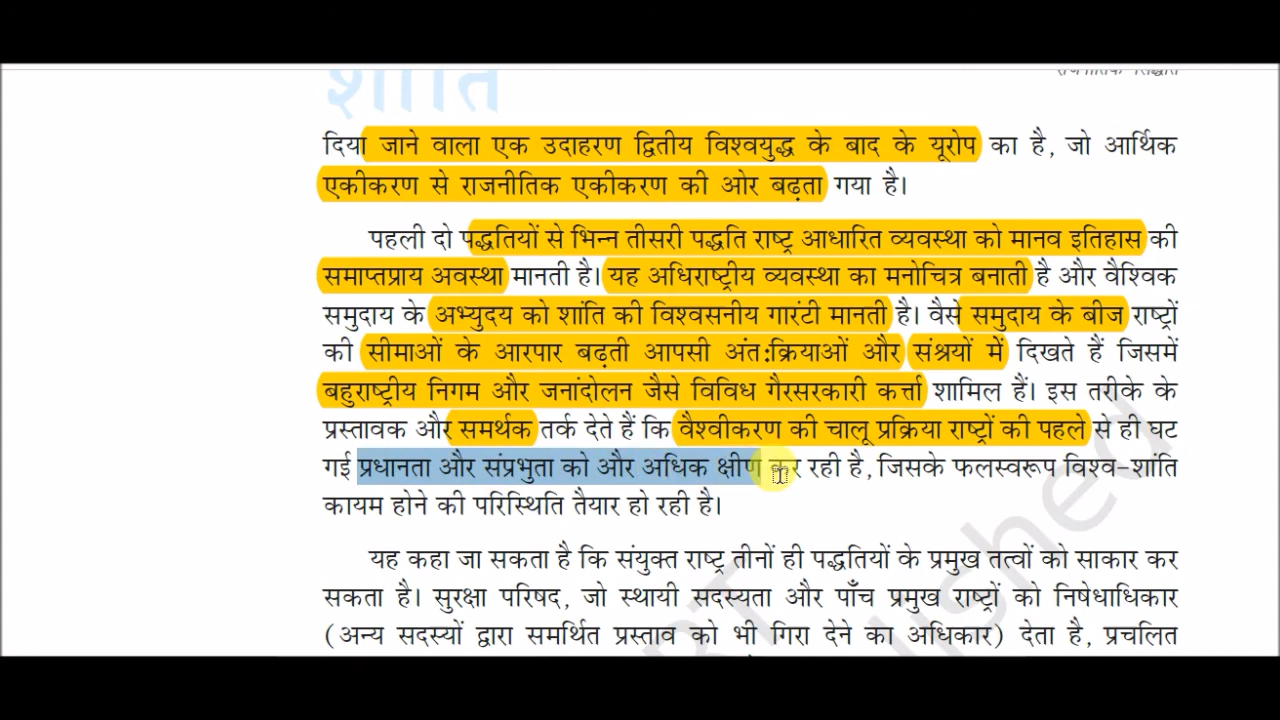 शांति
राजनीतिक सिद्धांत
दिया जाने वाला एक उदाहरण द्वितीय विश्वयुद्ध के बाद के यूरोप का है, जो आर्थिक
एकीकरण से राजनीतिक एकीकरण की ओर बढ़ता गया है।
पहली दो पद्धतियों से भिन्न तीसरी पद्धति राष्ट्र आधारित व्यवस्था को मानव इतिहास की
समाप्तप्राय अवस्था मानती है। यह अधिराष्ट्रीय व्यवस्था का मनोचित्र बनाती है और वैश्विक
समुदाय के अभ्युदय को शांति की विश्वसनीय गारंटी मानती है। वैसे समुदाय के बीज राष्ट्रों
की सीमाओं के आरपार बढ़ती आपसी अंत:क्रियाओं और संश्रयों में दिखते हैं जिसमें
बहुराष्ट्रीय निगम और जनांदोलन जैसे विविध गैरसरकारी कर्त्ता शामिल हैं। इस तरीके के
प्रस्तावक और समर्थक तर्क देते हैं कि वैश्वीकरण की चालू प्रक्रिया राष्ट्रों की पहले से ही घट
गई प्रधानता और संप्रभुता को और अधिक क्षीण कर रही है, जिसके फलस्वरूप विश्व-शांति
कायम होने की परिस्थिति तैयार हो रही है।
यह कहा जा सकता है कि संयुक्त राष्ट्र तीनों ही पद्धतियों के प्रमुख तत्वों को साकार कर
सकता है। सुरक्षा परिषद, जो स्थायी सदस्यता और पाँच प्रमुख राष्ट्रों को निषेधाधिकार
(अन्य सदस्यों द्वारा समर्थित प्रस्ताव को भी गिरा देने का अधिकार) देता है, प्रचलित